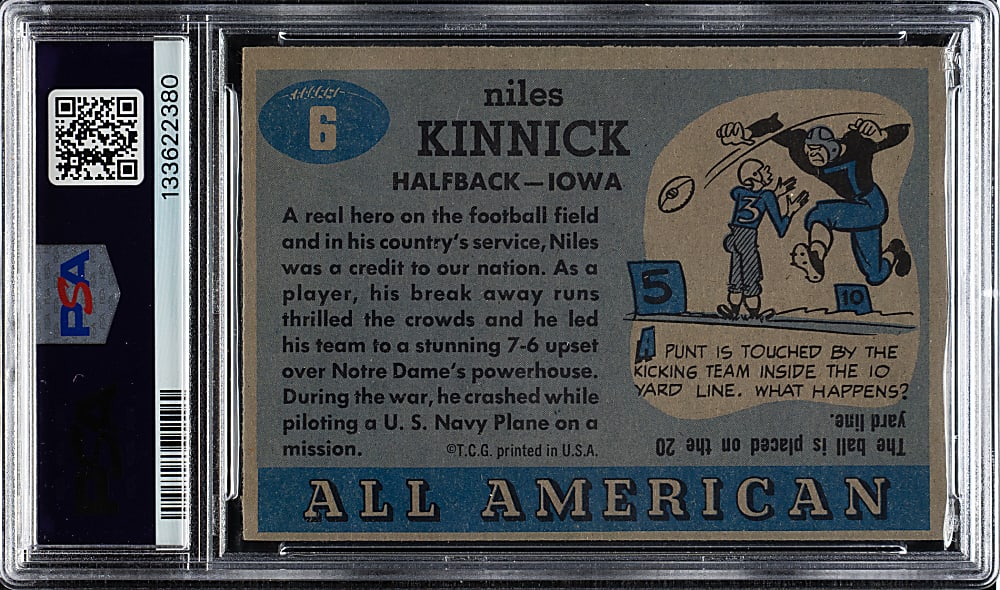 133622380
PSA
6
niles
KINNICK
HALFBACK—IOWA
A real hero on the football field
and in his country's service, Niles
was a credit to our nation. As a
player, his break away runs
thrilled the crowds and he led
his team to a stunning 7-6 upset
over Notre Dame's powerhouse.
During the war, he crashed while
piloting a U. S. Navy Plane on a
mission.
©T.C.G. printed in U.S.A.
3
5
10
A PUNT IS TOUCHED BY THE
KICKING TEAM INSIDE THE 10
YARD LINE. WHAT HAPPENS?
The ball is placed on the 20
yard line.
ALL AMERICAN